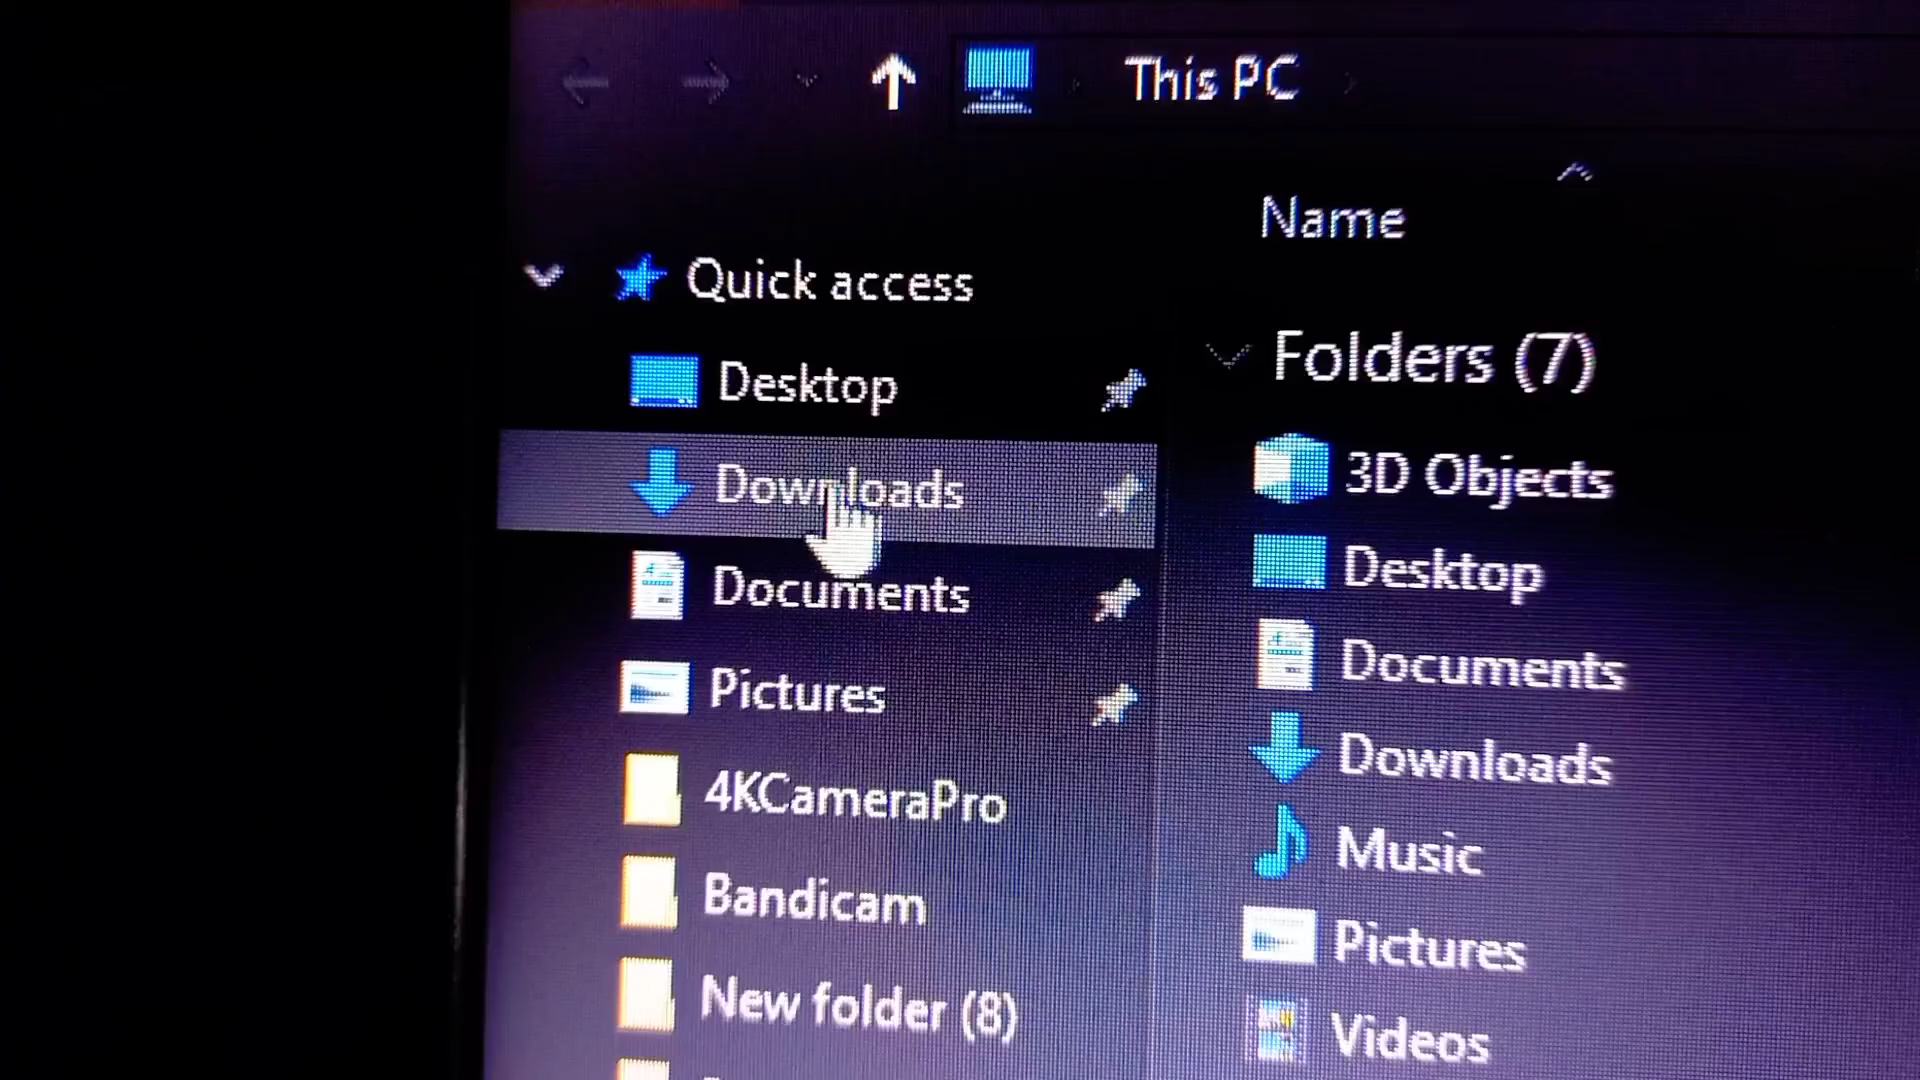 This PC
Name
Quick access
Desktop
Downloads
Documents
Pictures
4KCameraPro
Bandicam
New folder (8)
Folders (7)
3D Objects
Desktop
Documents
Downloads
Music
Pictures
Videos